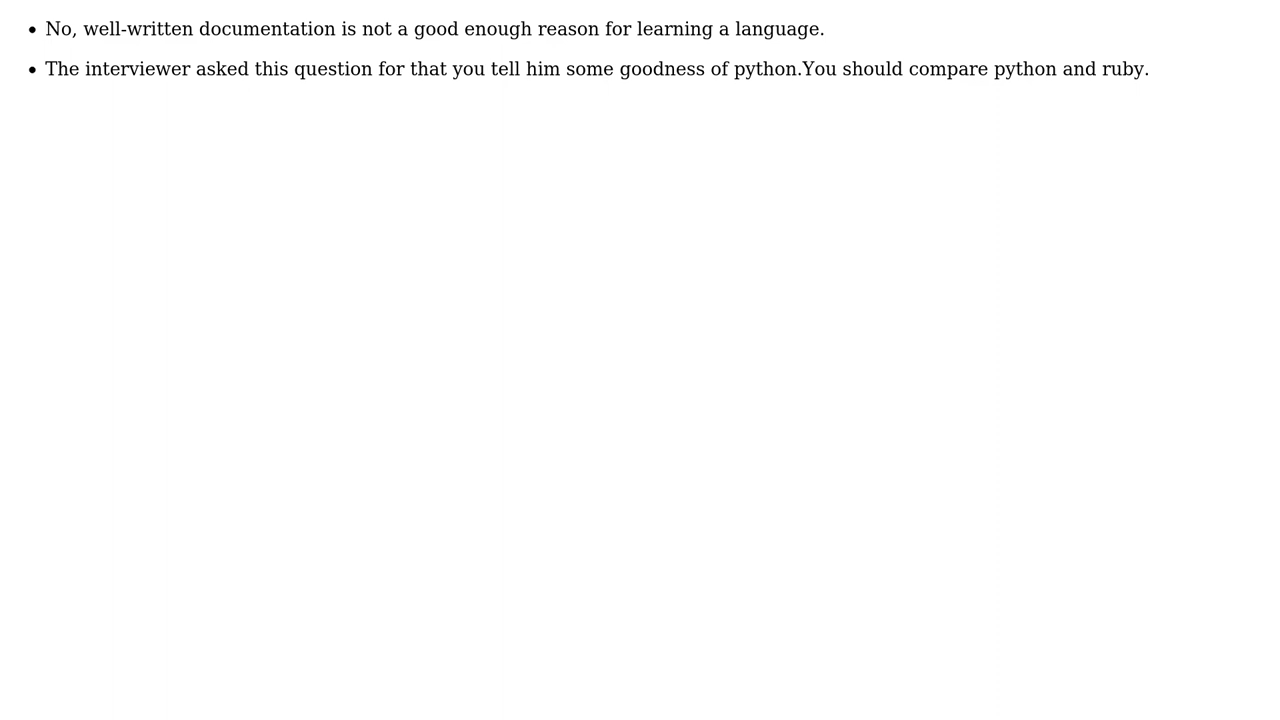 • No, well-written documentation is not a good enough reason for learning a language.
• The interviewer asked this question for that you tell him some goodness of python.You should compare python and ruby.